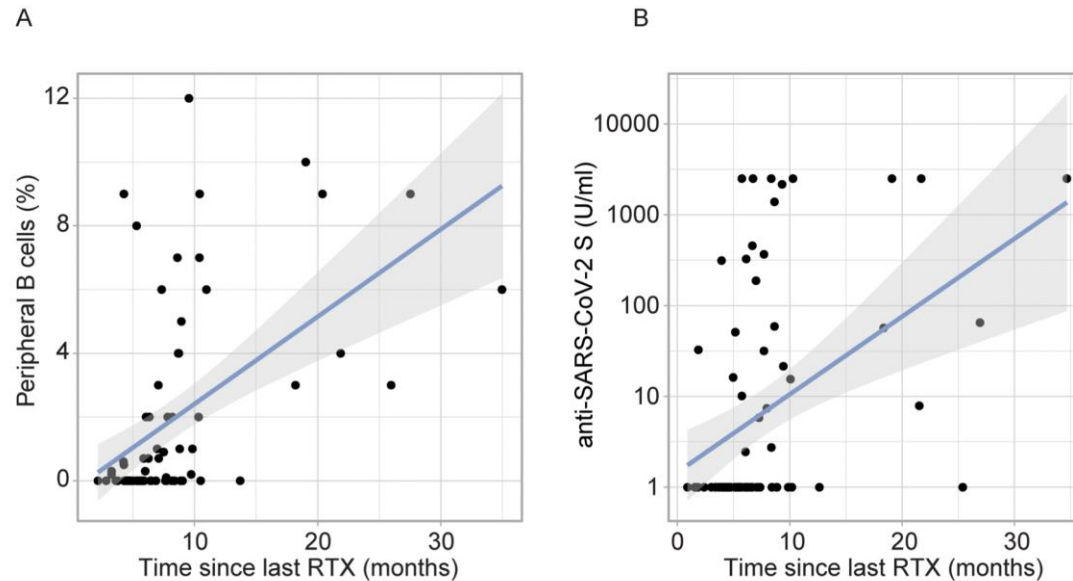 A
Peripheral B cells (%)
12
8
4
0
10
20
30
Time since last RTX (months)
B
anti-SARS-CoV-2 S (U/ml)
10000
1000
100
10
1
0
10
20
30
Time since last RTX (months)